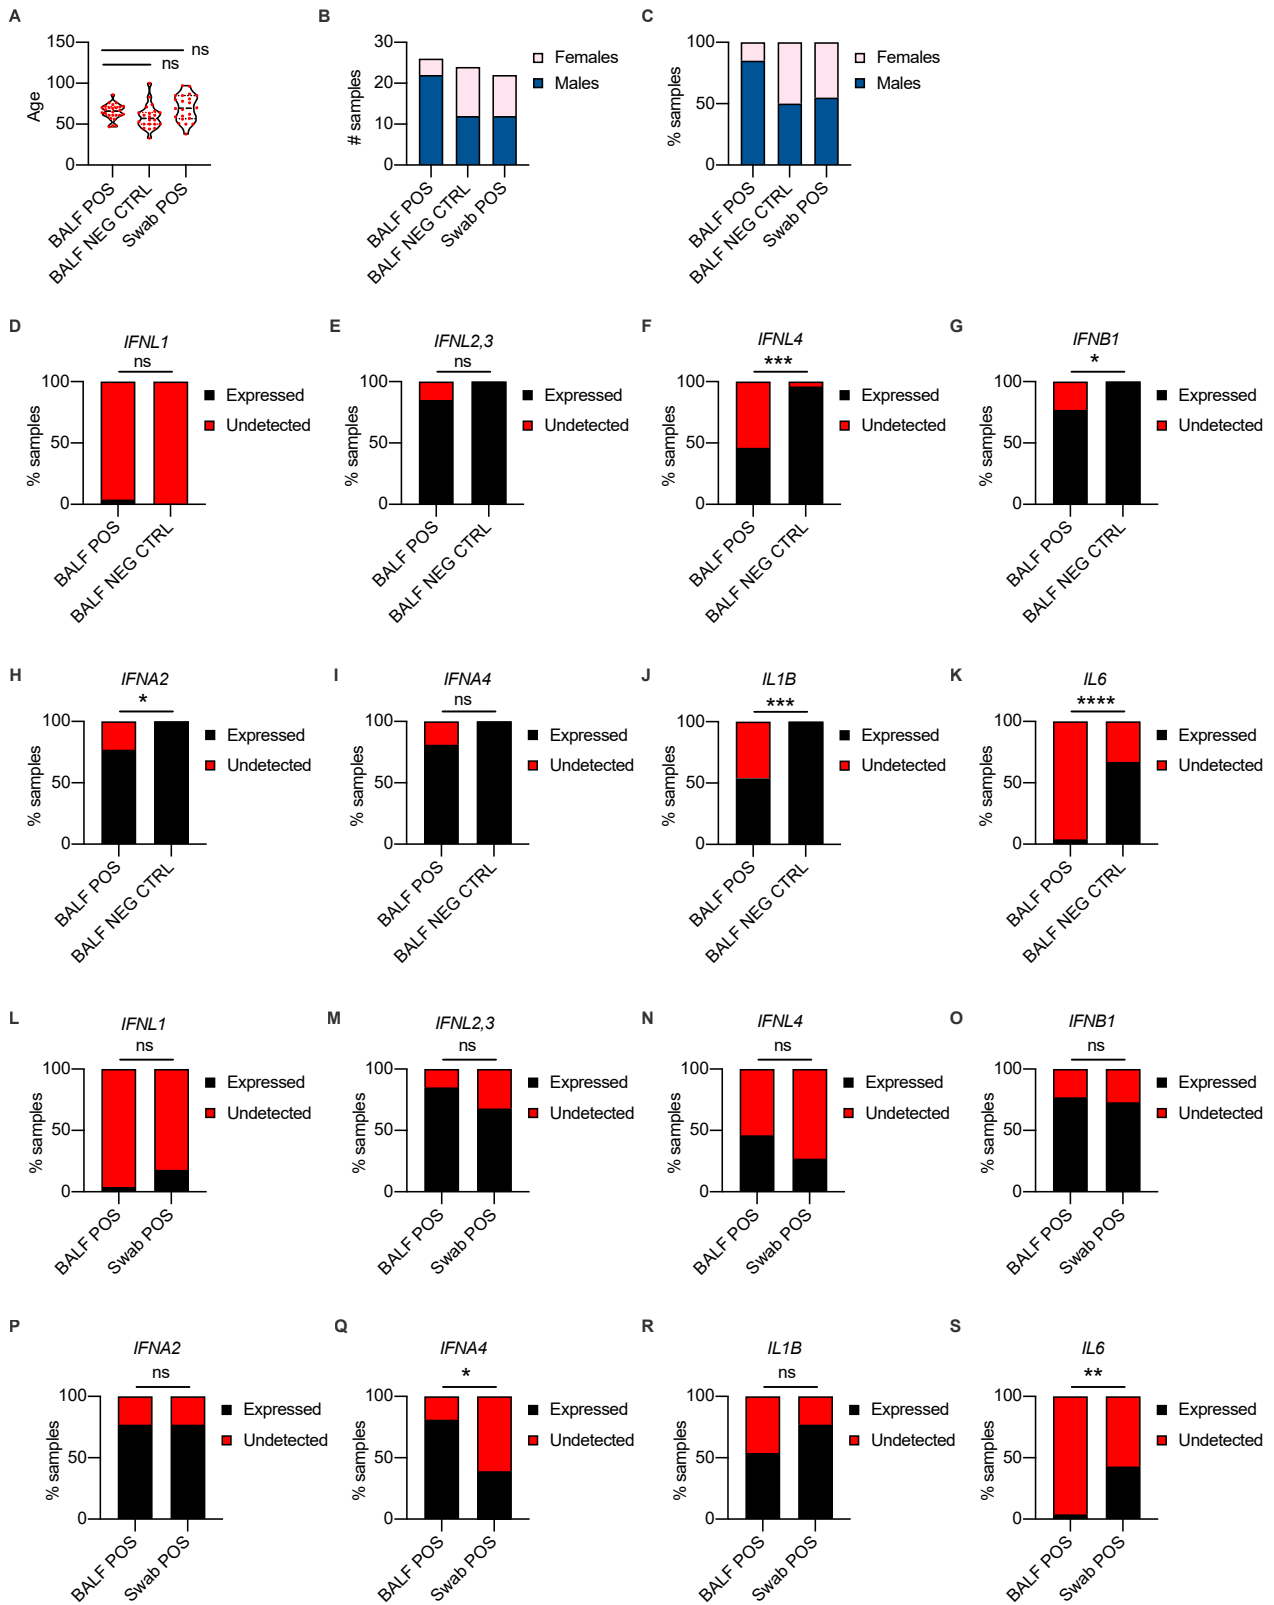 A
150
100
50
0
Age
ns
ns
BALF POS
BALF NEG CTRL
Swab POS
B
30
20
10
0
# samples
Females
Males
BALF POS
BALF NEG CTRL
Swab POS
C
100
50
0
% samples
Females
Males
BALF POS
BALF NEG CTRL
Swab POS
D
IFNL1
ns
100
50
0
% samples
Expressed
Undetected
BALF POS
BALF NEG CTRL
E
IFNL2,3
ns
100
50
0
% samples
Expressed
Undetected
BALF POS
BALF NEG CTRL
F
IFNL4
***
100
50
0
% samples
Expressed
Undetected
BALF POS
BALF NEG CTRL
G
IFNB1
*
100
50
0
% samples
Expressed
Undetected
BALF POS
BALF NEG CTRL
H
IFNA2
*
100
50
0
% samples
Expressed
Undetected
BALF POS
BALF NEG CTRL
I
IFNA4
ns
100
50
0
% samples
Expressed
Undetected
BALF POS
BALF NEG CTRL
J
IL1B
***
100
50
0
% samples
Expressed
Undetected
BALF POS
BALF NEG CTRL
K
IL6
****
100
50
0
% samples
Expressed
Undetected
BALF POS
BALF NEG CTRL
L
IFNL1
ns
100
50
0
% samples
Expressed
Undetected
BALF POS
Swab POS
M
IFNL2,3
ns
100
50
0
% samples
Expressed
Undetected
BALF POS
Swab POS
N
IFNL4
ns
100
50
0
% samples
Expressed
Undetected
BALF POS
Swab POS
O
IFNB1
ns
100
50
0
% samples
Expressed
Undetected
BALF POS
Swab POS
P
IFNA2
ns
100
50
0
% samples
Expressed
Undetected
BALF POS
Swab POS
Q
IFNA4
*
100
50
0
% samples
Expressed
Undetected
BALF POS
Swab POS
R
IL1B
ns
100
50
0
% samples
Expressed
Undetected
BALF POS
Swab POS
S
IL6
**
100
50
0
% samples
Expressed
Undetected
BALF POS
Swab POS